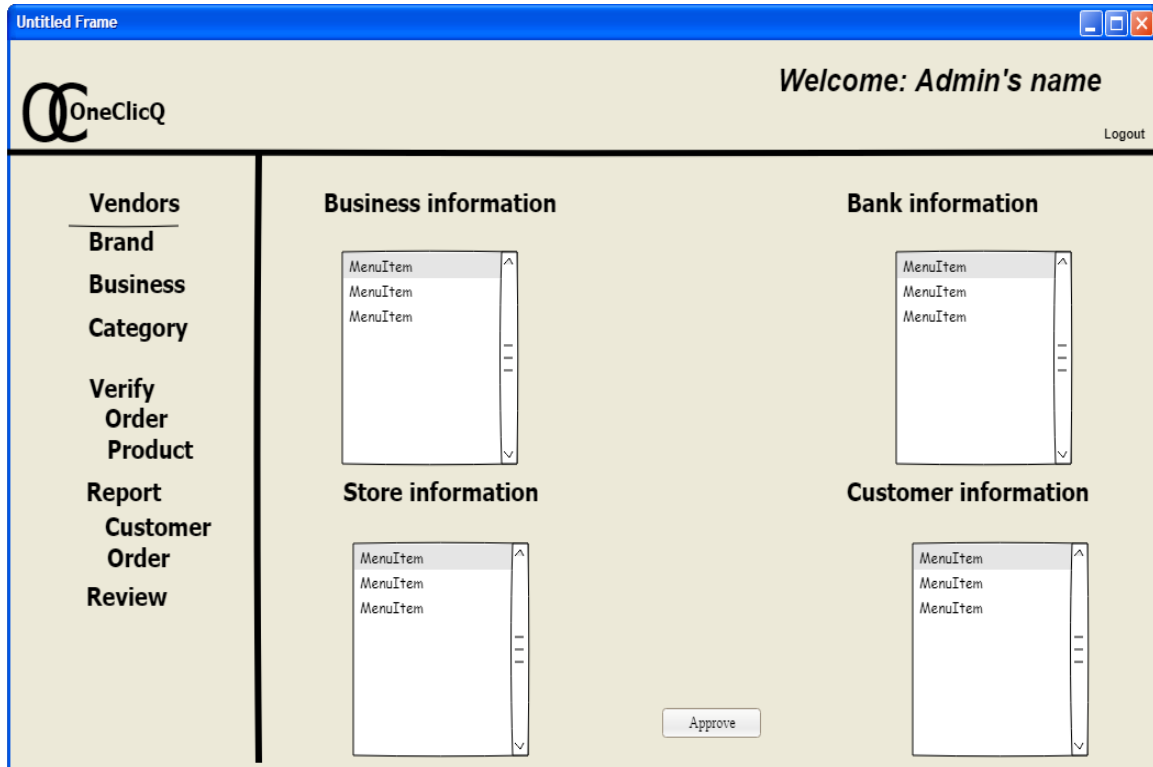 Untitled Frame
Welcome: Admin's name
OC OneClicQ
Logout
Vendors
Brand
Business
Category
Verify
Order
Product
Report
Customer
Order
Review
Business information
MenuItem
MenuItem
MenuItem
Bank information
MenuItem
MenuItem
MenuItem
Store information
MenuItem
MenuItem
MenuItem
Customer information
MenuItem
MenuItem
MenuItem
Approve